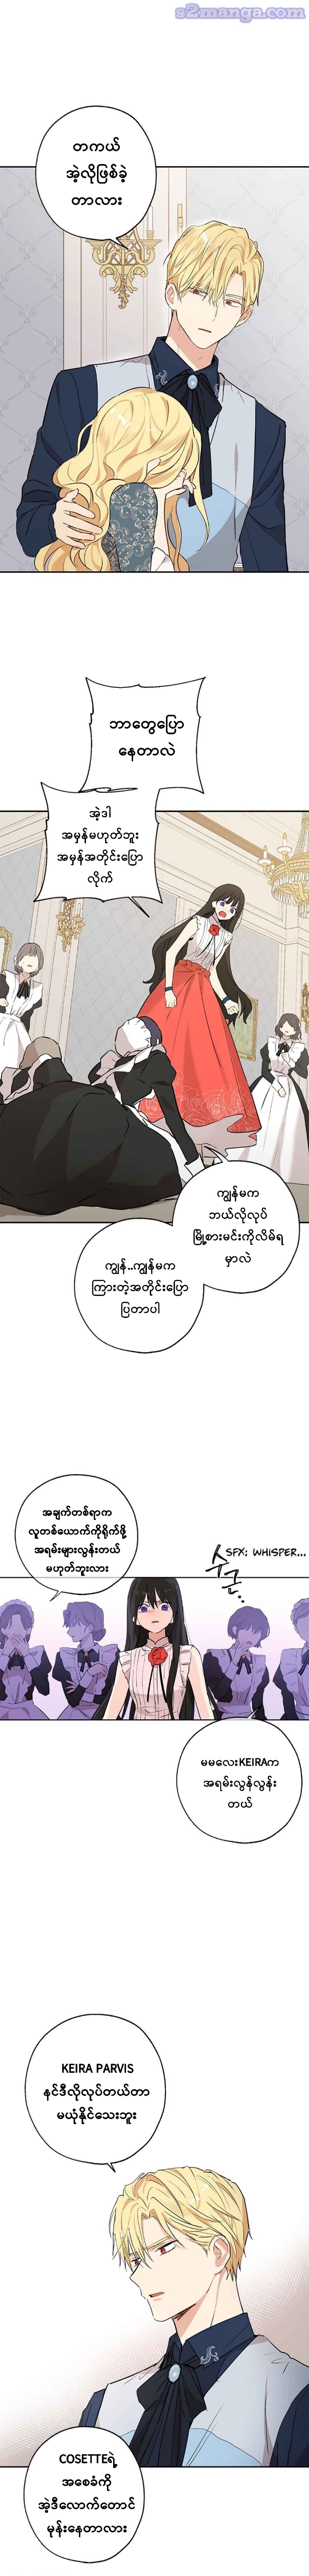 s2manga.com
တကယ်
အဲ့လိုဖြစ်ခဲ့
တာလား
ဘာတွေပြော
နေတာလဲ
အဲ့ဒါ
အမှန်မဟုတ်ဘူး
အမှန်အတိုင်းပြော
လိုက်
ကျွန်မက
ဘယ်လိုလုပ်
မြို့စားမင်းကိုလိမ်ရ
မှာလဲ
ကျွန်..ကျွန်မက
ကြားတဲ့အတိုင်းပြော
ပြတာပါ
အချက်တစ်ရာက
လူတစ်ယောက်ကိုရိုက်ဖို့
အရမ်းများလွန်းတယ်
မဟုတ်ဘူးလား
SFX: WHISPER...
수군..
မမလေးKEIRAက
အရမ်းလွန်လွန်း
တယ်
KEIRA PARVIS
နင်ဒီလိုလုပ်တယ်တာ
မယုံနိုင်သေးဘူး
COSETTEရဲ့
အစေခံကို
အဲ့ဒီလောက်တောင်
မုန်းနေတာလား